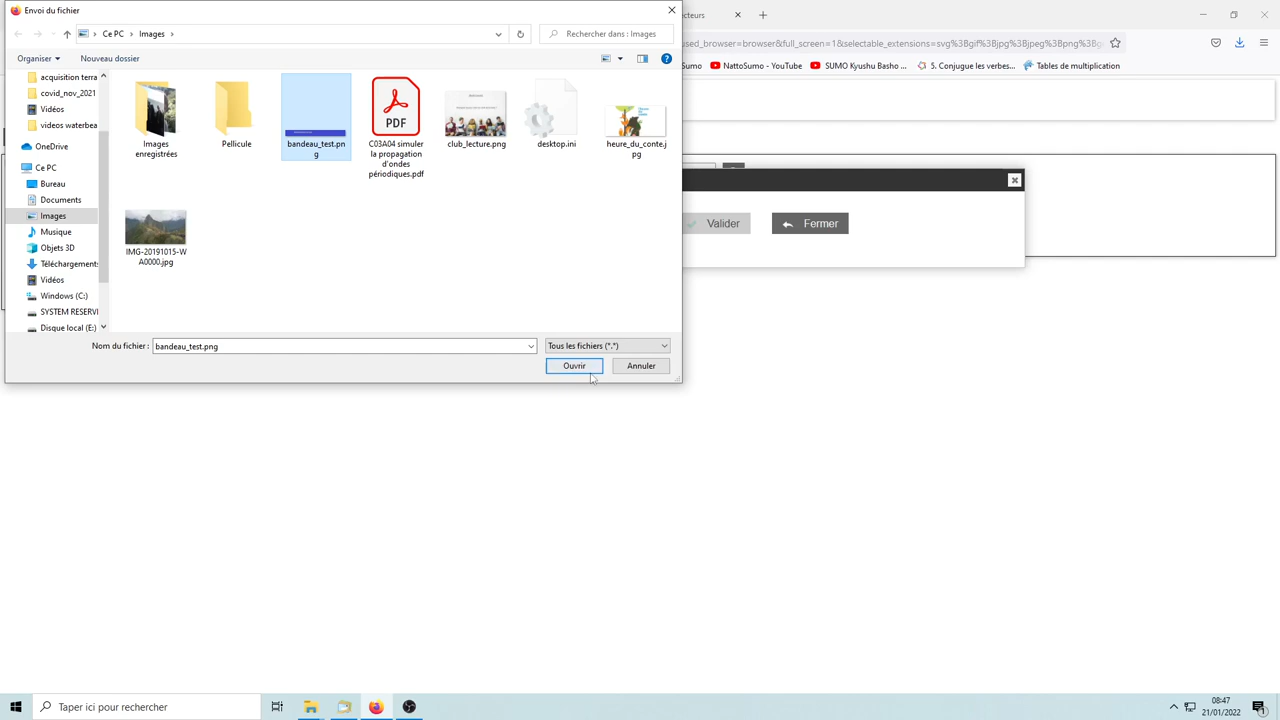 Envoi du fichier
ecteurs
Ce PC
Images
Rechercher dans : Images
used_browser=browser&full_screen=1&selectable_extensions=svg%3Bgif%3Bjpg%3Bjpeg%3Bpng%3B
Organiser
Nouveau dossier
Sumo
NattoSumo - YouTube
SUMO Kyushu Basho ...
5. Conjugue les verbes...
Tables de multiplication
acquisition terra
covid_nov_2021
Vidéos
videos waterbea
OneDrive
Ce PC
Bureau
Documents
Images
Musique
Objets 3D
Téléchargements
Vidéos
Windows (C:)
SYSTEM RESERV
Disque local (E:)
Images
enregistrées
Pellicule
bandeau_test.pn
g
PDF
C03A04 simuler
la propagation
d'ondes
périodiques.pdf
club_lecture.png
desktop.ini
heure_du_conte.j
pg
IMG-20191015-W
A0000.jpg
Valider
Fermer
Nom du fichier :
bandeau_test.png
Tous les fichiers (*.*)
Ouvrir
Annuler
Taper ici pour rechercher
08:47
21/01/2022
1